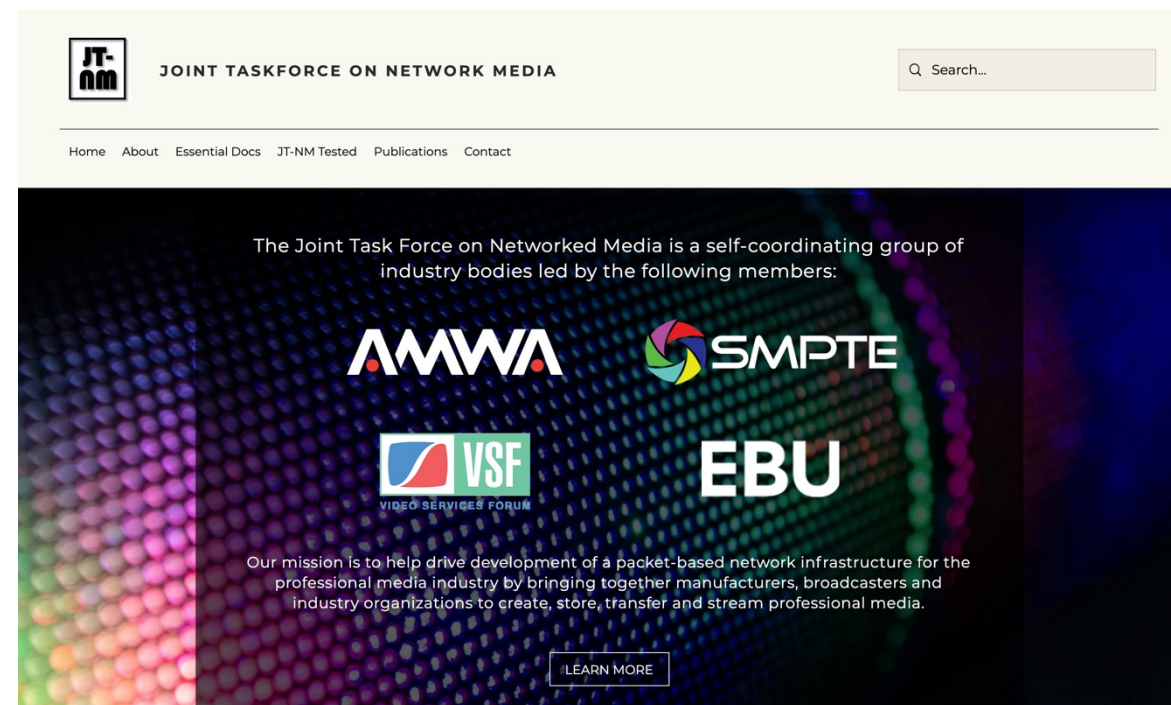 JT-
NM
JOINT TASKFORCE ON NETWORK MEDIA
Search...
Home About Essential Docs JT-NM Tested Publications Contact
The Joint Task Force on Networked Media is a self-coordinating group of
industry bodies led by the following members:
AMWA
SMPTE
VSF
VIDEO SERVICES FORUM
EBU
Our mission is to help drive development of a packet-based network infrastructure for the
professional media industry by bringing together manufacturers, broadcasters and
industry organizations to create, store, transfer and stream professional media.
LEARN MORE